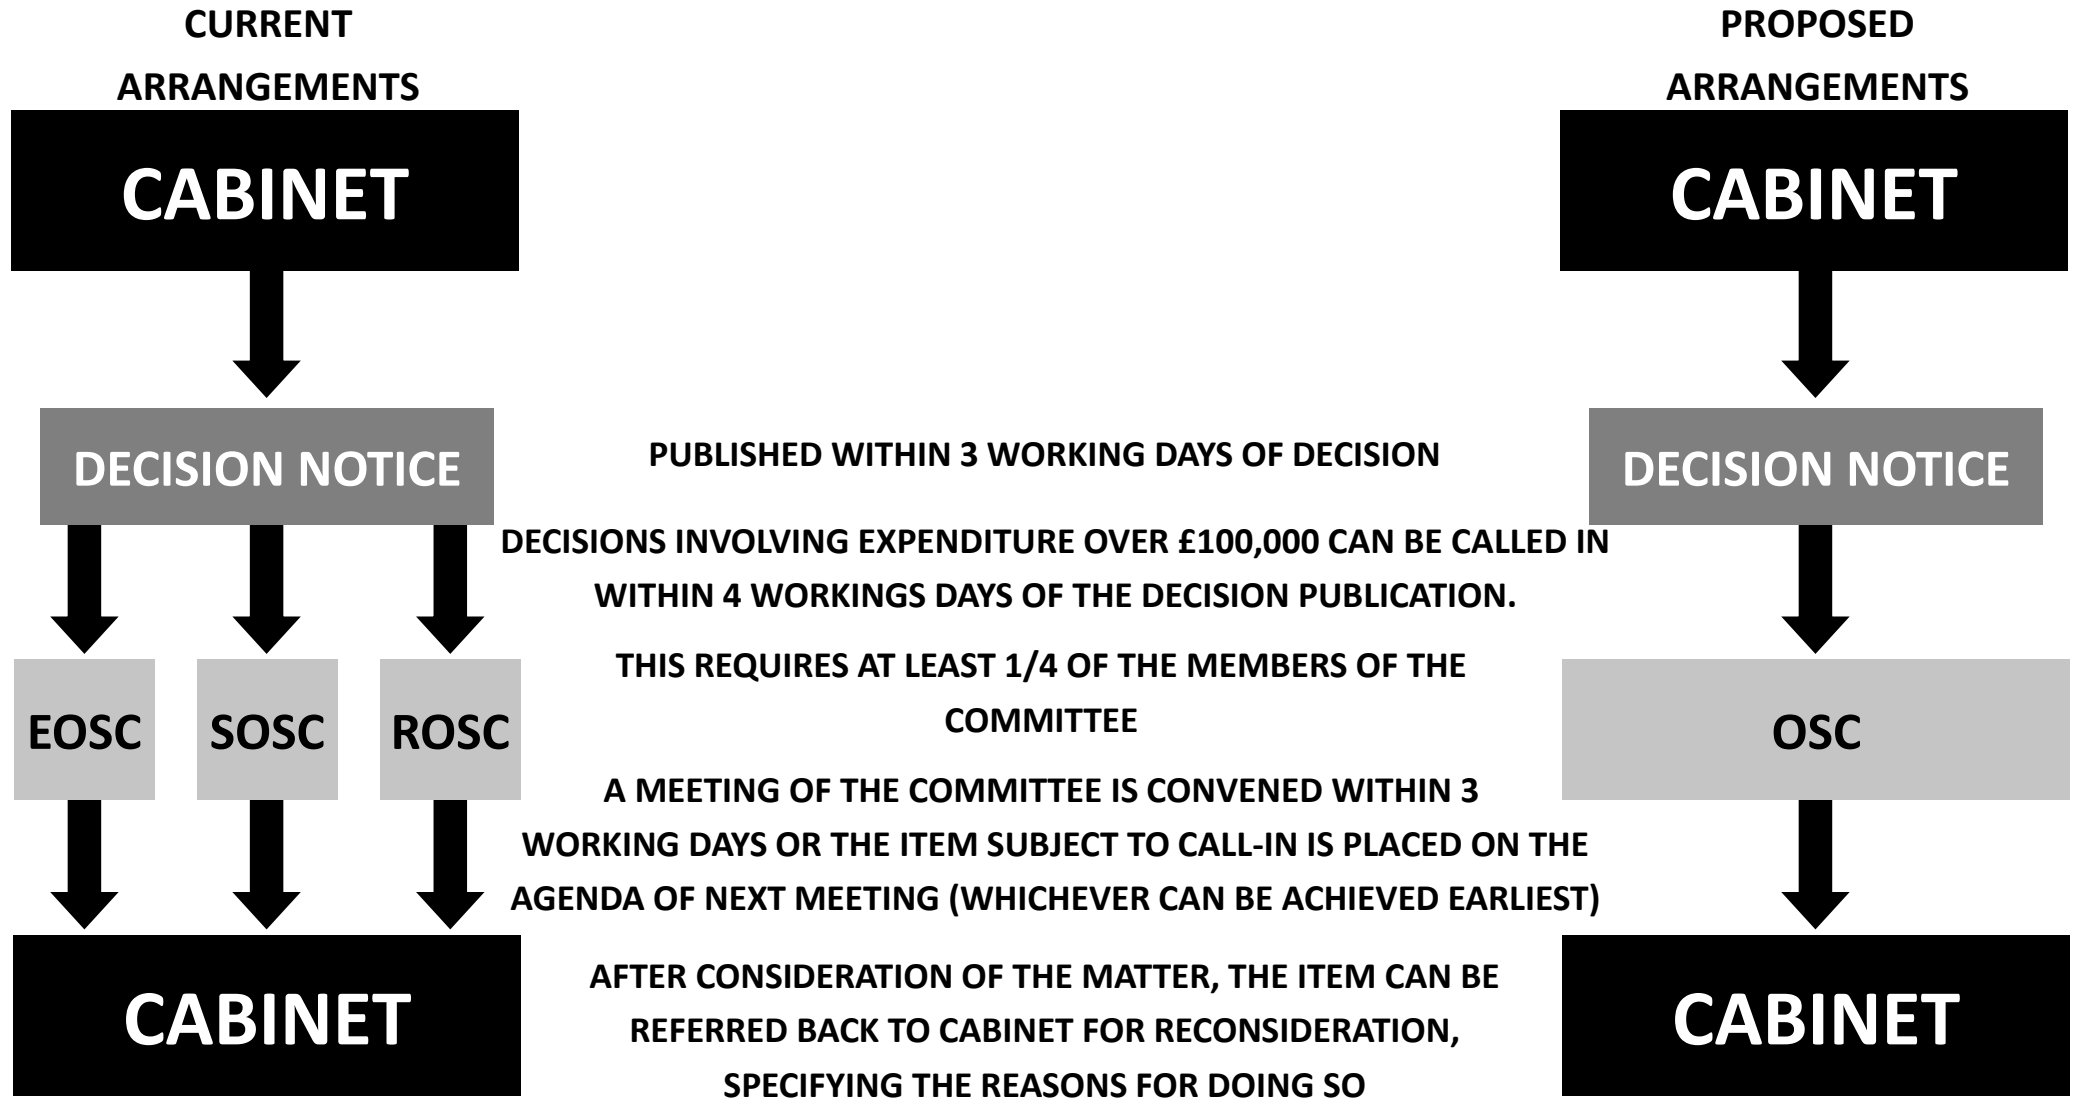 CURRENT
ARRANGEMENTS
PROPOSED
ARRANGEMENTS
CABINET
CABINET
DECISION NOTICE
PUBLISHED WITHIN 3 WORKING DAYS OF DECISION
DECISION NOTICE
DECISIONS INVOLVING EXPENDITURE OVER £100,000 CAN BE CALLED IN
WITHIN 4 WORKINGS DAYS OF THE DECISION PUBLICATION.
THIS REQUIRES AT LEAST 1/4 OF THE MEMBERS OF THE
COMMITTEE
EOSC
SOSC
ROSC
OSC
A MEETING OF THE COMMITTEE IS CONVENED WITHIN 3
WORKING DAYS OR THE ITEM SUBJECT TO CALL-IN IS PLACED ON THE
AGENDA OF NEXT MEETING (WHICHEVER CAN BE ACHIEVED EARLIEST)
CABINET
AFTER CONSIDERATION OF THE MATTER, THE ITEM CAN BE
REFERRED BACK TO CABINET FOR RECONSIDERATION,
SPECIFYING THE REASONS FOR DOING SO
CABINET